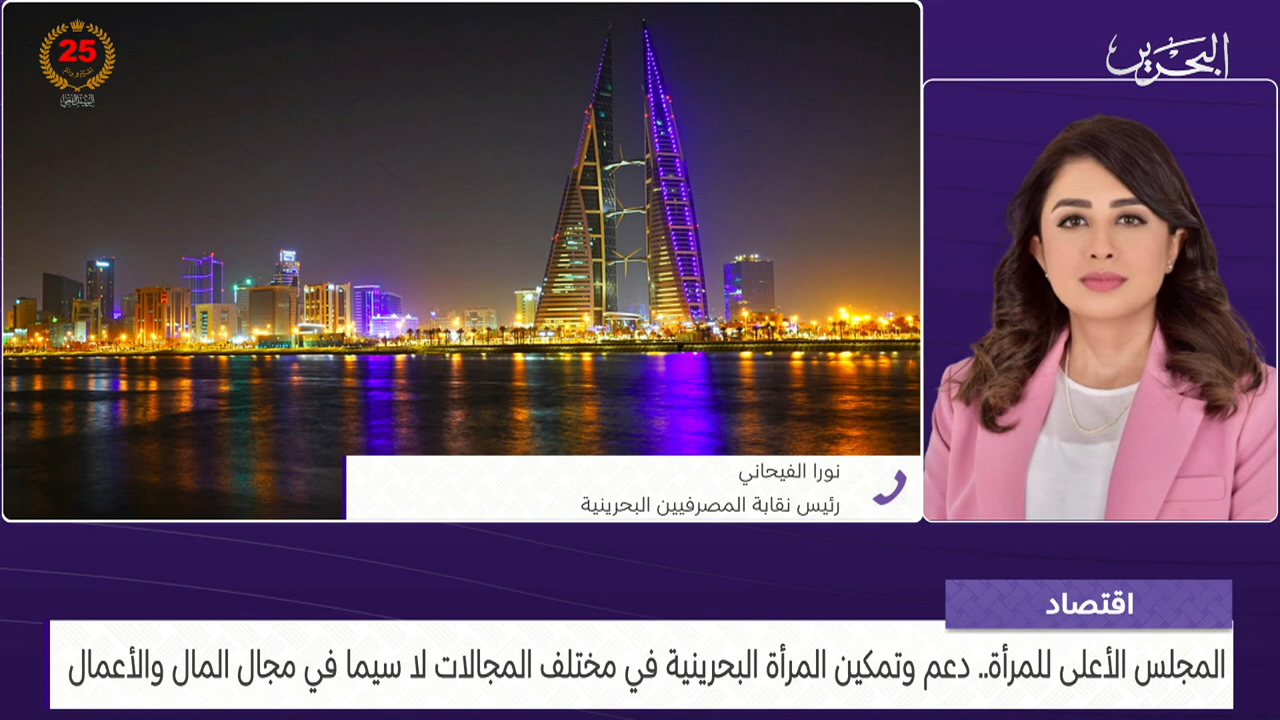 25
البحرين
نورا الفيحاني
رئيس نقابة المصرفيين البحرينية
اقتصاد
المجلس الأعلى للمرأة.. دعم وتمكين المرأة البحرينية في مختلف المجالات لا سيما في مجال المال والأعمال